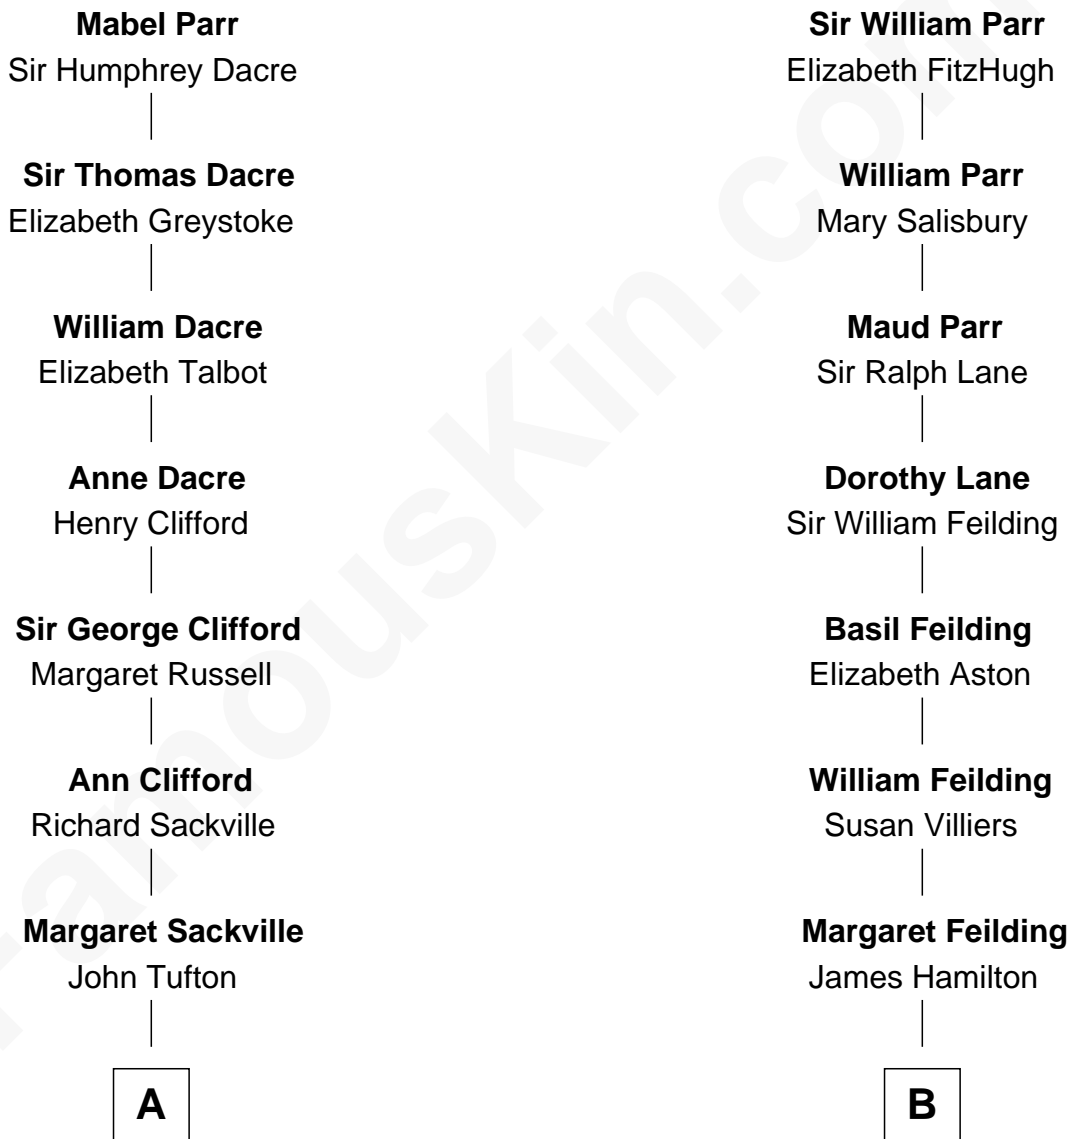 Mabel Parr
Sir Humphrey Dacre
Sir Thomas Dacre
Elizabeth Greystoke
William Dacre
Elizabeth Talbot
Anne Dacre
Henry Clifford
Sir George Clifford
Margaret Russell
Ann Clifford
Richard Sackville
Margaret Sackville
John Tufton
A
Sir William Parr
Elizabeth FitzHugh
William Parr
Mary Salisbury
Maud Parr
Sir Ralph Lane
Dorothy Lane
Sir William Feilding
Basil Feilding
Elizabeth Aston
William Feilding
Susan Villiers
Margaret Feilding
James Hamilton
B
FamousKin.com